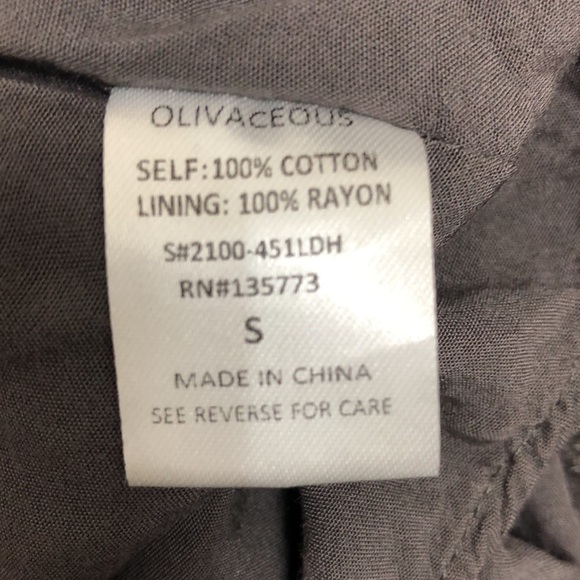 OLIVACEOUS
SELF:100% COTTON
LINING: 100% RAYON
S#2100-451LDH
RN#135773
S
MADE IN CHINA
SEE REVERSE FOR CARE